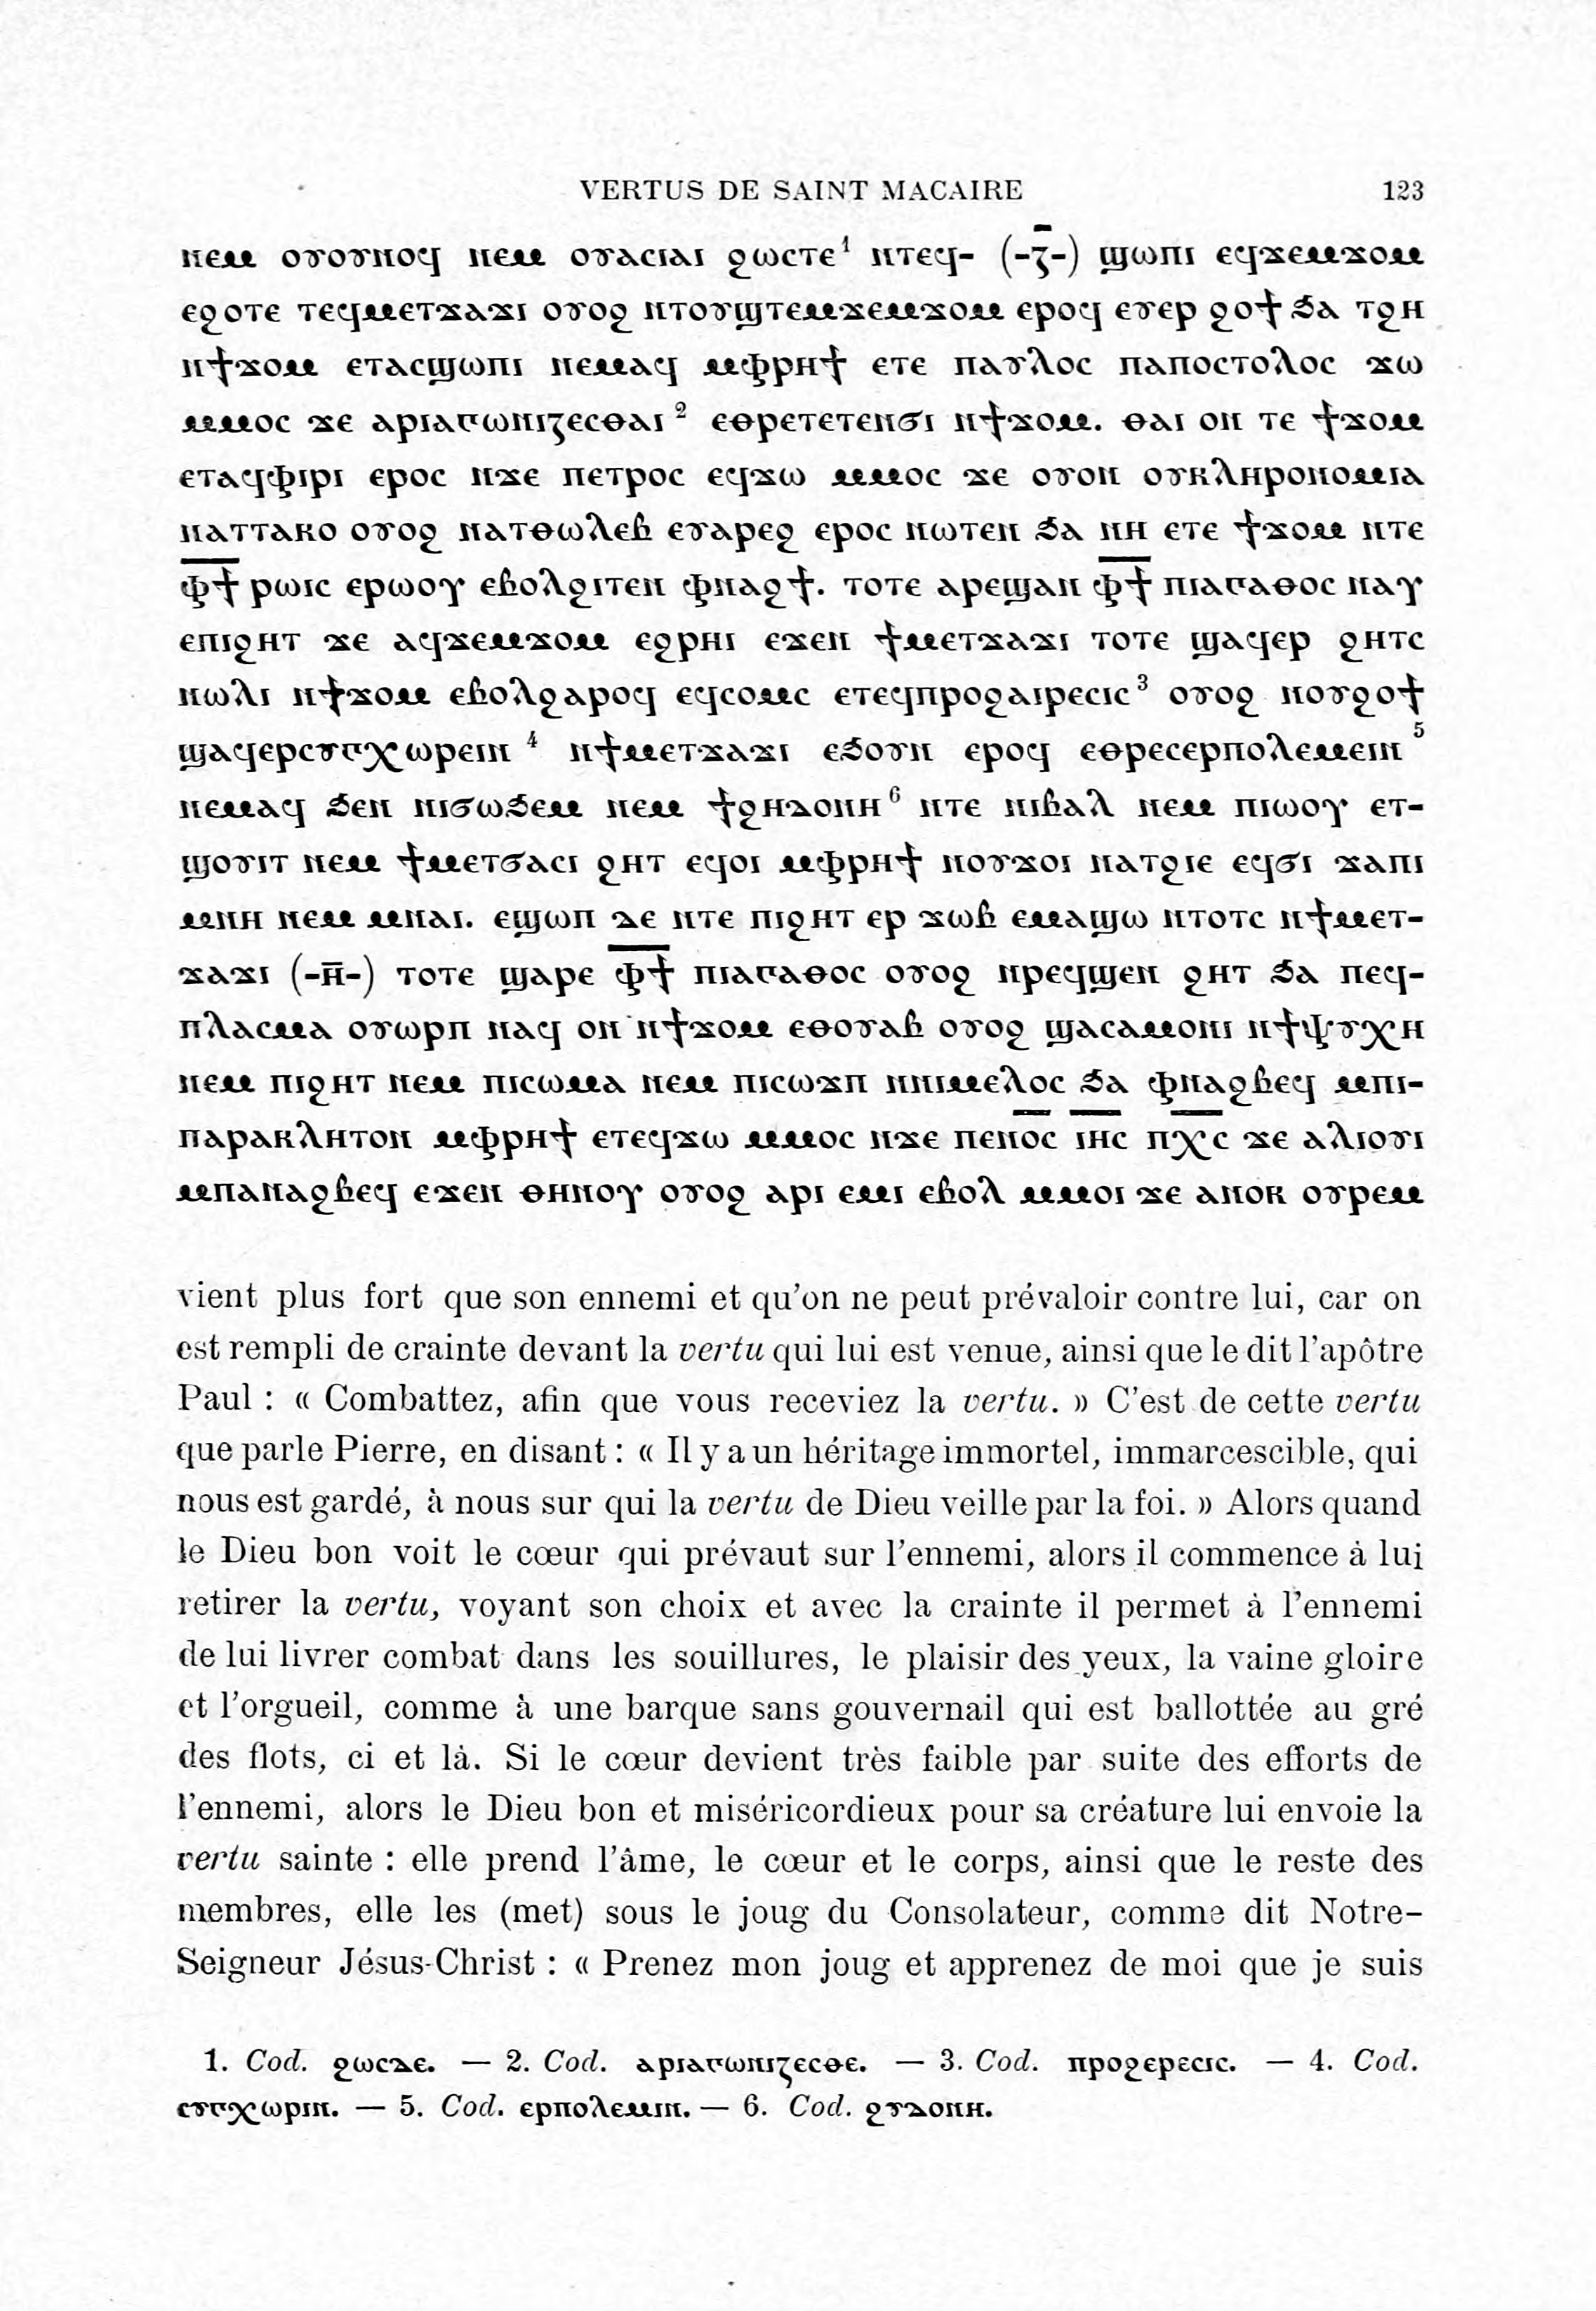 VERTUS DE SAINT MACAIRE 123
ⲛⲉⲙ ⲟⲩⲟⲩⲛⲟϥ ⲛⲉⲙ ⲟⲩⲁⲥⲓⲁⲓ ϩⲱⲥⲧⲉ¹ ⲛⲧⲉϥ- (-ⲍ̅-) ϣⲱⲡⲓ ⲉϥϫⲉⲙϫⲟⲙ
ⲉϩⲟⲧⲉ ⲧⲉϥⲙⲉⲧϫⲁϫⲓ ⲟⲩⲟϩ ⲛⲧⲟⲩϣⲧⲉⲙϫⲉⲙϫⲟⲙ ⲉⲣⲟϥ ⲉⲩⲉⲣ ϩⲟϯ ϧⲁ ⲧϩⲏ
ⲛϯϫⲟⲙ ⲉⲧⲁⲥϣⲱⲡⲓ ⲛⲉⲙⲁϥ ⲙⲫⲣⲏϯ ⲉⲧⲉ ⲡⲁⲩⲗⲟⲥ ⲡⲁⲡⲟⲥⲧⲟⲗⲟⲥ ϫⲱ
ⲙⲙⲟⲥ ϫⲉ ⲁⲣⲓⲁⲅⲱⲛⲓⲍⲉⲥⲑⲁⲓ² ⲉⲑⲣⲉⲧⲉⲧⲉⲛϭⲓ ⲛϯϫⲟⲙ. ⲑⲁⲓ ⲟⲛ ⲧⲉ ϯϫⲟⲙ
ⲉⲧⲁϥⲫⲓⲣⲓ ⲉⲣⲟⲥ ⲛϫⲉ ⲡⲉⲧⲣⲟⲥ ⲉϥϫⲱ ⲙⲙⲟⲥ ϫⲉ ⲟⲩⲟⲛ ⲟⲩⲕⲗⲏⲣⲟⲛⲟⲙⲓⲁ
ⲛⲁⲧⲧⲁⲕⲟ ⲟⲩⲟϩ ⲛⲁⲧⲑⲱⲗⲉⲃ ⲉⲩⲁⲣⲉϩ ⲉⲣⲟⲥ ⲛⲱⲧⲉⲛ ϧⲁ ⲛⲏ ⲉⲧⲉ ϯϫⲟⲙ ⲛⲧⲉ
ⲫ̅ϯ̅ ⲣⲱⲓⲥ ⲉⲣⲱⲟⲩ ⲉⲃⲟⲗϩⲓⲧⲉⲛ ⲫⲛⲁϩϯ. ⲧⲟⲧⲉ ⲁⲣⲉϣⲁⲛ ⲫ̅ϯ̅ ⲡⲓⲁⲅⲁⲑⲟⲥ ⲛⲁⲩ
ⲉⲡⲓϩⲏⲧ ϫⲉ ⲁϥϫⲉⲙϫⲟⲙ ⲉϩⲣⲏⲓ ⲉϫⲉⲛ ϯⲙⲉⲧϫⲁϫⲓ ⲧⲟⲧⲉ ϣⲁϥⲉⲣ ϩⲏⲧⲥ
ⲛⲱⲗⲓ ⲛϯϫⲟⲙ ⲉⲃⲟⲗϩⲁⲣⲟϥ ⲉϥⲥⲟⲙⲥ ⲉⲧⲉϥⲡⲣⲟϩⲁⲓⲣⲉⲥⲓⲥ³ ⲟⲩⲟϩ ⲛⲟⲩϩⲟϯ
ϣⲁϥⲉⲣⲥⲩⲅⲭⲱⲣⲉⲓⲛ⁴ ⲛϯⲙⲉⲧϫⲁϫⲓ ⲉϧⲟⲩⲛ ⲉⲣⲟϥ ⲉⲑⲣⲉⲥⲉⲣⲡⲟⲗⲉⲙⲉⲓⲛ⁵
ⲛⲉⲙⲁϥ ϧⲉⲛ ⲛⲓϭⲱϧⲉⲙ ⲛⲉⲙ ϯϩⲏⲇⲟⲛⲏ⁶ ⲛⲧⲉ ⲛⲓⲃⲁⲗ ⲛⲉⲙ ⲡⲓⲱⲟⲩ ⲉⲧ-
ϣⲟⲩⲓⲧ ⲛⲉⲙ ϯⲙⲉⲧϭⲁⲥⲓ ϩⲏⲧ ⲉϥⲟⲓ ⲙⲫⲣⲏϯ ⲛⲟⲩϫⲟⲓ ⲛⲁⲧϩⲓⲉ ⲉϥϭⲓ ϫⲁⲡⲓ
ⲙⲛⲏ ⲛⲉⲙ ⲙⲛⲁⲓ. ⲉϣⲱⲡ ⲇⲉ ⲛⲧⲉ ⲡⲓϩⲏⲧ ⲉⲣ ϫⲱⲃ ⲉⲙⲁϣⲱ ⲛⲧⲟⲧⲥ ⲛϯⲙⲉⲧ-
ϫⲁϫⲓ (-ⲏ̅-) ⲧⲟⲧⲉ ϣⲁⲣⲉ ⲫ̅ϯ̅ ⲡⲓⲁⲅⲁⲑⲟⲥ ⲟⲩⲟϩ ⲛⲣⲉϥϣⲉⲛ ϩⲏⲧ ϧⲁ ⲡⲉϥ-
ⲡⲗⲁⲥⲙⲁ ⲟⲩⲱⲣⲡ ⲛⲁϥ ⲟⲛ ⲛϯϫⲟⲙ ⲉⲑⲟⲩⲁⲃ ⲟⲩⲟϩ ϣⲁⲥⲁⲙⲟⲛⲓ ⲛϯⲯⲩⲭⲏ
ⲛⲉⲙ ⲡⲓϩⲏⲧ ⲛⲉⲙ ⲡⲓⲥⲱⲙⲁ ⲛⲉⲙ ⲡⲓⲥⲱϫⲡ ⲛⲛⲓⲙⲉⲗⲟⲥ ϧⲁ ⲫⲛⲁϩⲃⲉϥ ⲙⲡⲓ-
ⲡⲁⲣⲁⲕⲗⲏⲧⲟⲛ ⲙⲫⲣⲏϯ ⲉⲧⲉϥϫⲱ ⲙⲙⲟⲥ ⲛϫⲉ ⲡⲉⲛⲟ̅ⲥ̅ ⲓ̅ⲏ̅ⲥ̅ ⲡ̅ⲭ̅ⲥ̅ ϫⲉ ⲁⲗⲓⲟⲩⲓ
ⲙⲡⲁⲛⲁϩⲃⲉϥ ⲉϫⲉⲛ ⲑⲏⲛⲟⲩ ⲟⲩⲟϩ ⲁⲣⲓ ⲉⲙⲓ ⲉⲃⲟⲗ ⲙⲙⲟⲓ ϫⲉ ⲁⲛⲟⲕ ⲟⲩⲣⲉⲙ
vient plus fort que son ennemi et qu’on ne peut prévaloir contre lui, car on
est rempli de crainte devant la vertu qui lui est venue, ainsi que le dit l’apôtre
Paul : « Combattez, afin que vous receviez la vertu. » C’est de cette vertu
que parle Pierre, en disant : « Il y a un héritage immortel, immarcescible, qui
nous est gardé, à nous sur qui la vertu de Dieu veille par la foi. » Alors quand
le Dieu bon voit le cœur qui prévaut sur l’ennemi, alors il commence à lui
retirer la vertu, voyant son choix et avec la crainte il permet à l’ennemi
de lui livrer combat dans les souillures, le plaisir des yeux, la vaine gloire
et l’orgueil, comme à une barque sans gouvernail qui est ballottée au gré
des flots, ci et là. Si le cœur devient très faible par suite des efforts de
l’ennemi, alors le Dieu bon et miséricordieux pour sa créature lui envoie la
vertu sainte : elle prend l’âme, le cœur et le corps, ainsi que le reste des
membres, elle les (met) sous le joug du Consolateur, comme dit Notre-
Seigneur Jésus-Christ : « Prenez mon joug et apprenez de moi que je suis
1. Cod. ϩⲱⲥⲇⲉ. — 2. Cod. ⲁⲣⲓⲁⲅⲱⲛⲓⲍⲉⲥⲑⲉ. — 3. Cod. ⲡⲣⲟϩⲉⲣⲉⲥⲓⲥ. — 4. Cod.
ⲥⲩⲅⲭⲱⲣⲓⲛ. — 5. Cod. ⲉⲣⲡⲟⲗⲉⲙⲓⲛ. — 6. Cod. ϩⲩⲇⲟⲛⲏ.